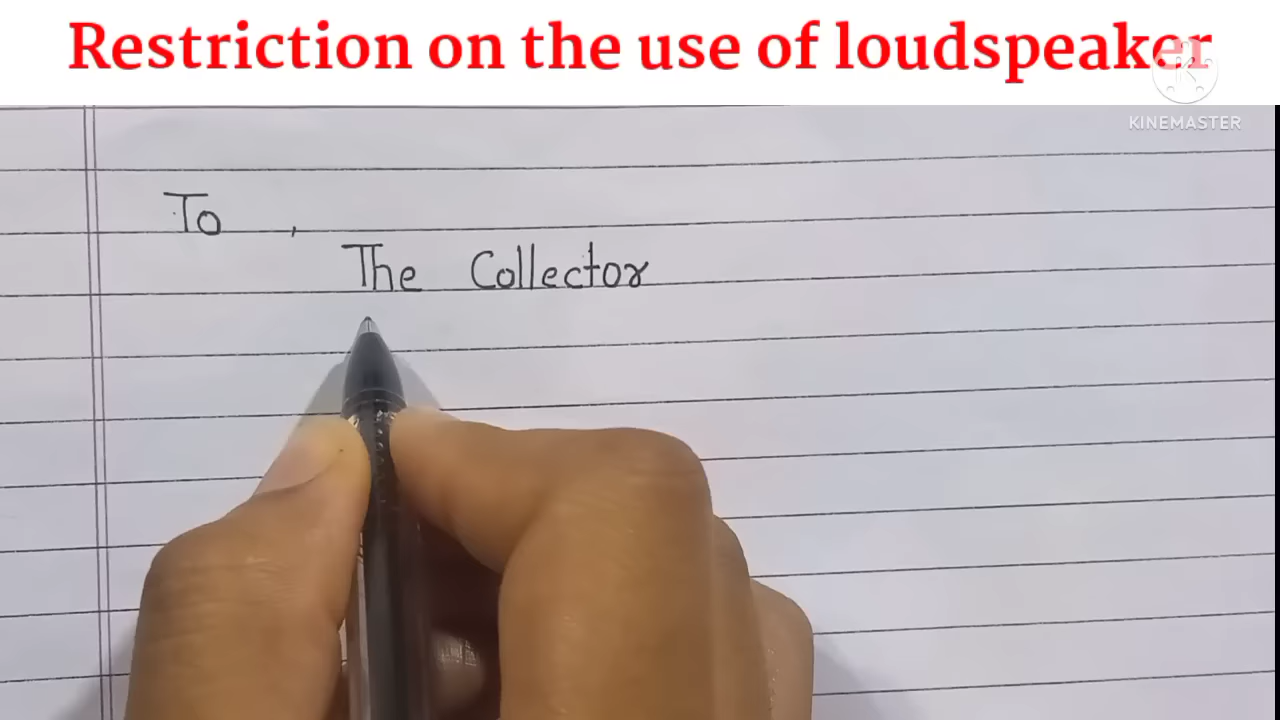 Restriction on the use of loudspeaker
KINEMASTER
To ,
The Collector